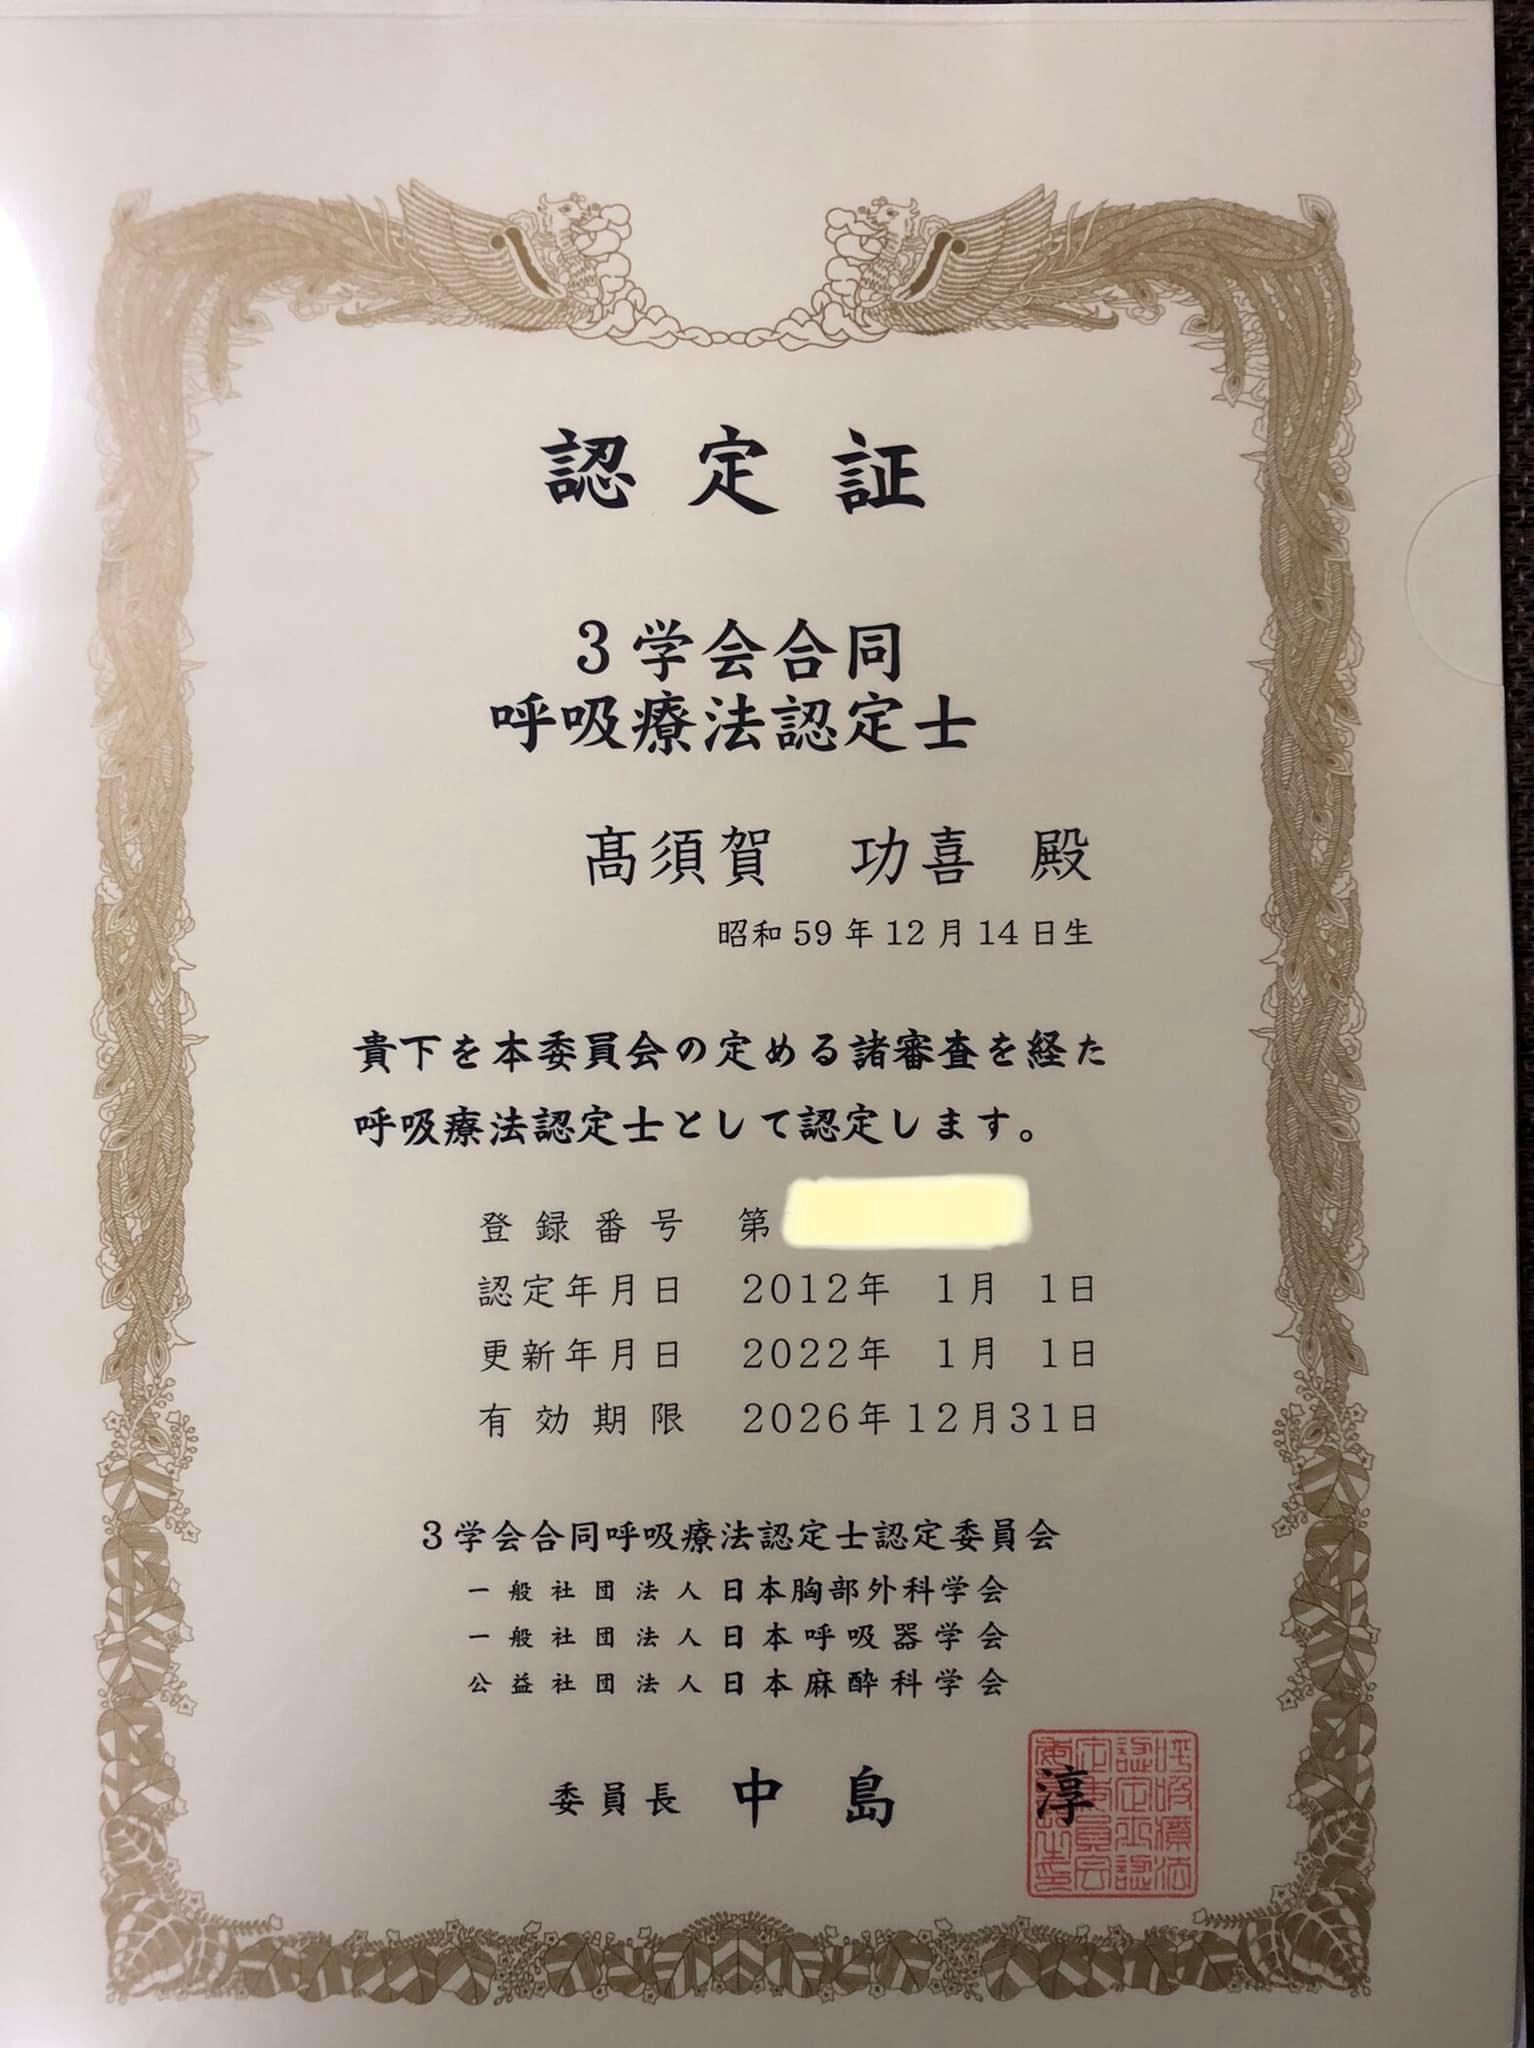 認定証
3学会合同
呼吸療法認定士
髙須賀 功喜 殿
昭和59年12月14日生
貴下を本委員会の定める諸審査を経た
呼吸療法認定士として認定します。
登録番号 第
認定年月日 2012年 1月 1日
更新年月日 2022年 1月 1日
有効期限 2026年12月31日
3学会合同呼吸療法認定士認定委員会
一般社団法人日本胸部外科学会
一般社団法人日本呼吸器学会
公益社団法人日本麻酔科学会
委員長 中島 淳